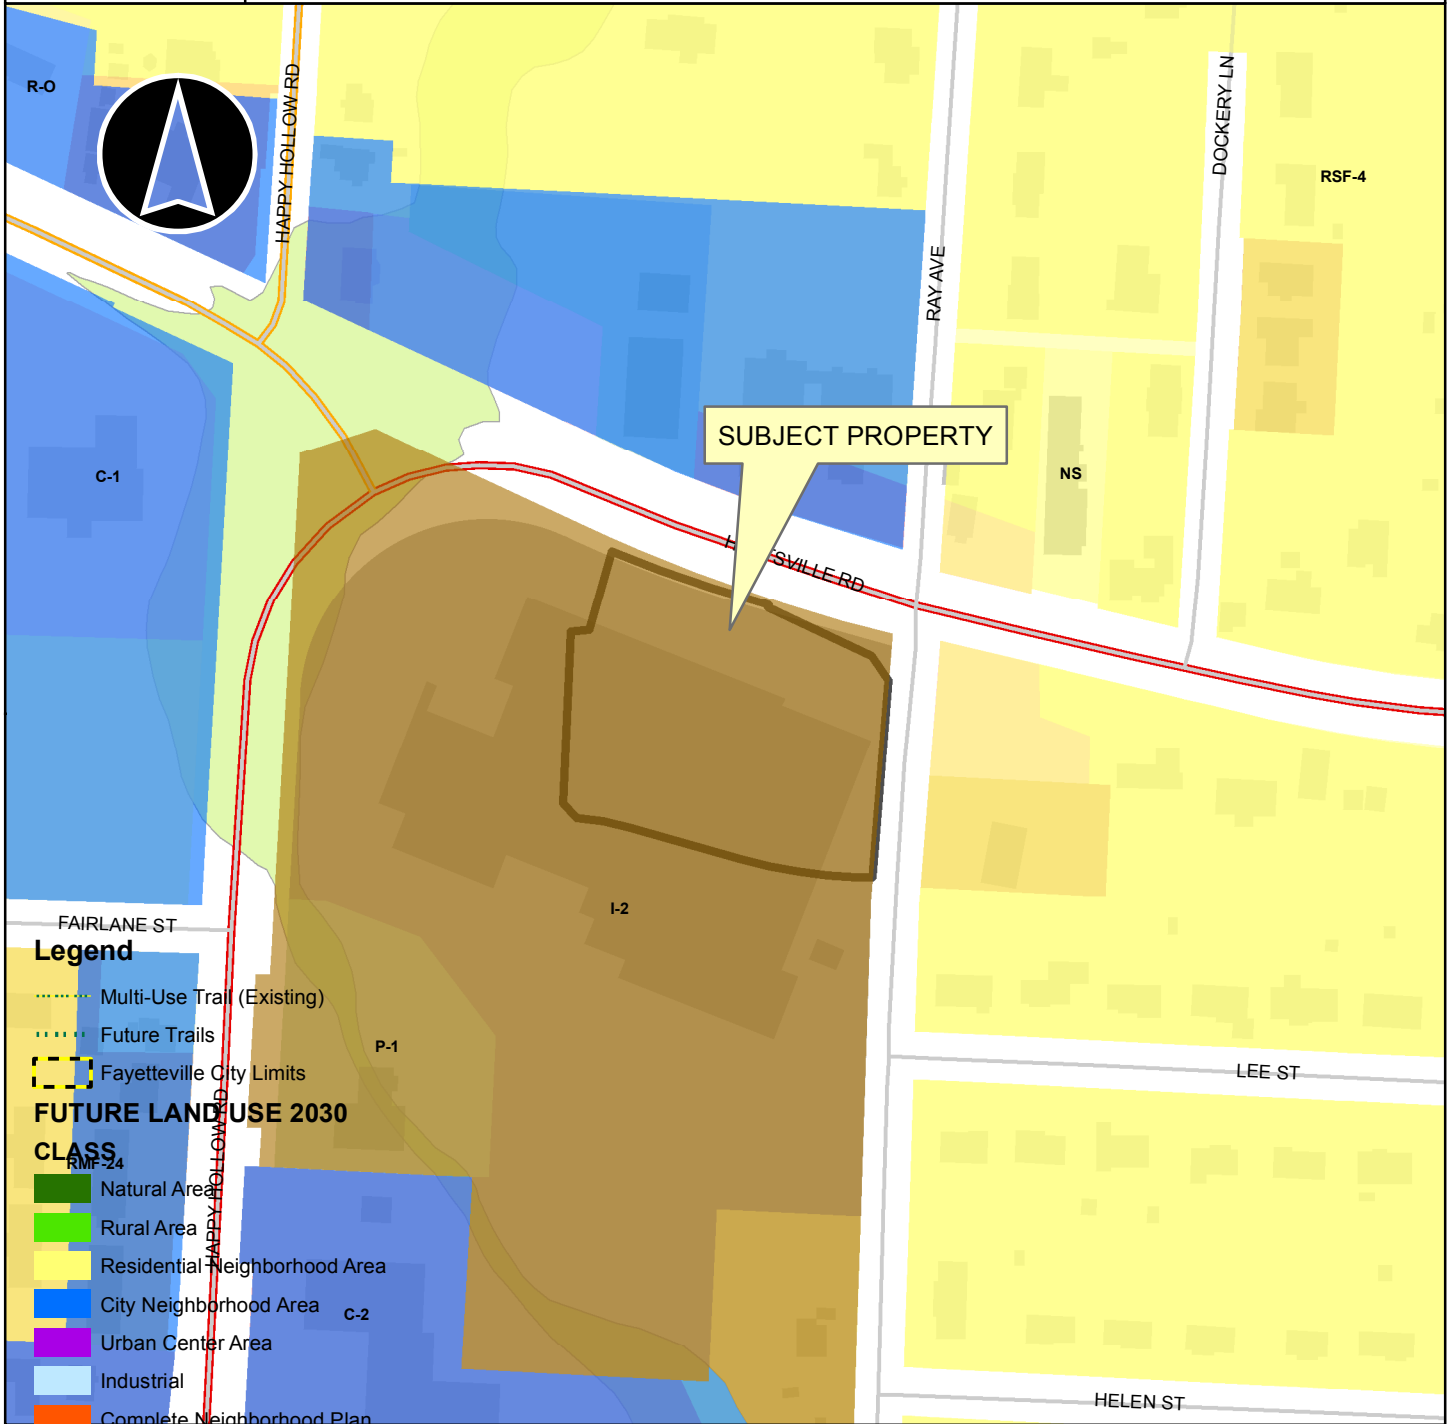 R-O
HAPPY HOLLOW RD
DOCKERY LN
RSF-4
RAY AVE
SUBJECT PROPERTY
C-1
NS
I-2
FAIRLANE ST
Legend
Multi-Use Trail (Existing)
Future Trails
Fayetteville City Limits
FUTURE LAND USE 2030
CLASS
RMF-24
Natural Area
Rural Area
Residential Neighborhood Area
City Neighborhood Area
Urban Center Area
Industrial
Complete Neighborhood Plan
HAPPY HOLLOW RD
P-1
C-2
LEE ST
HELEN ST